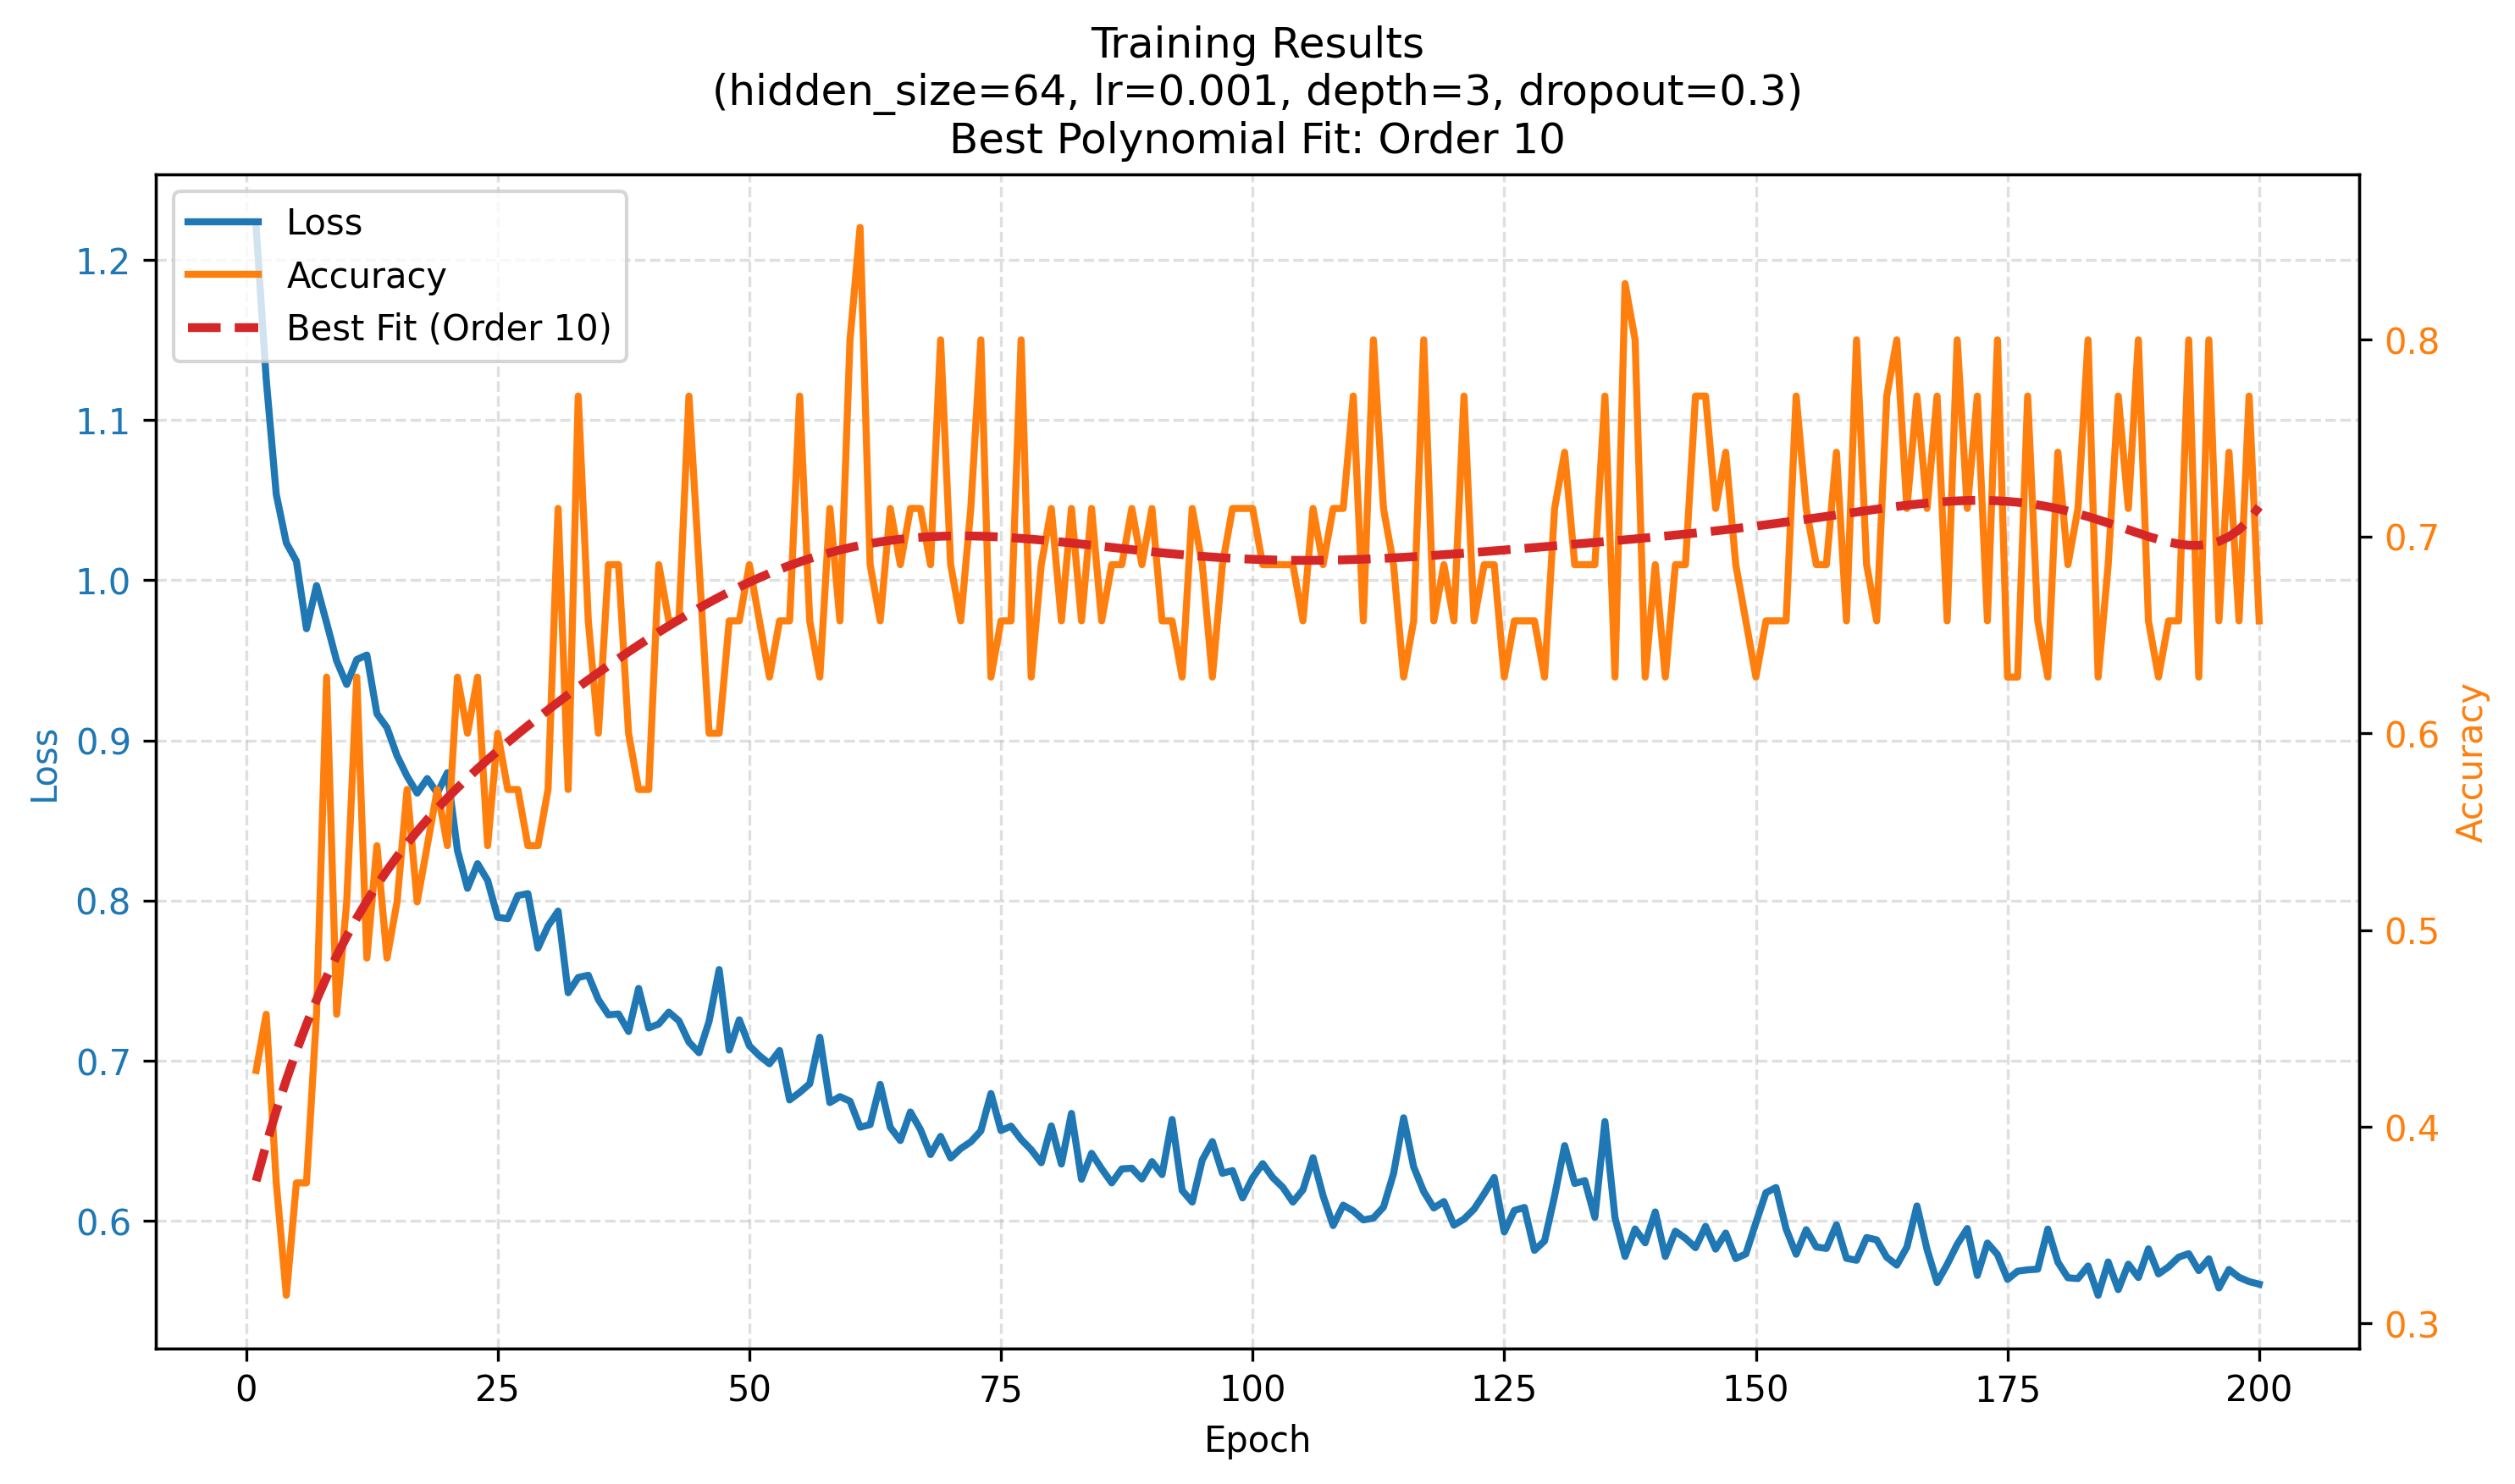 Training Results
(hidden_size=64, lr=0.001, depth=3, dropout=0.3)
Best Polynomial Fit: Order 10
Loss
Accuracy
Best Fit (Order 10)
1.2
1.1
1.0
0.9
0.8
0.7
0.6
Loss
0.8
0.7
0.6
0.5
0.4
0.3
Accuracy
0
25
50
75
100
125
150
175
200
Epoch